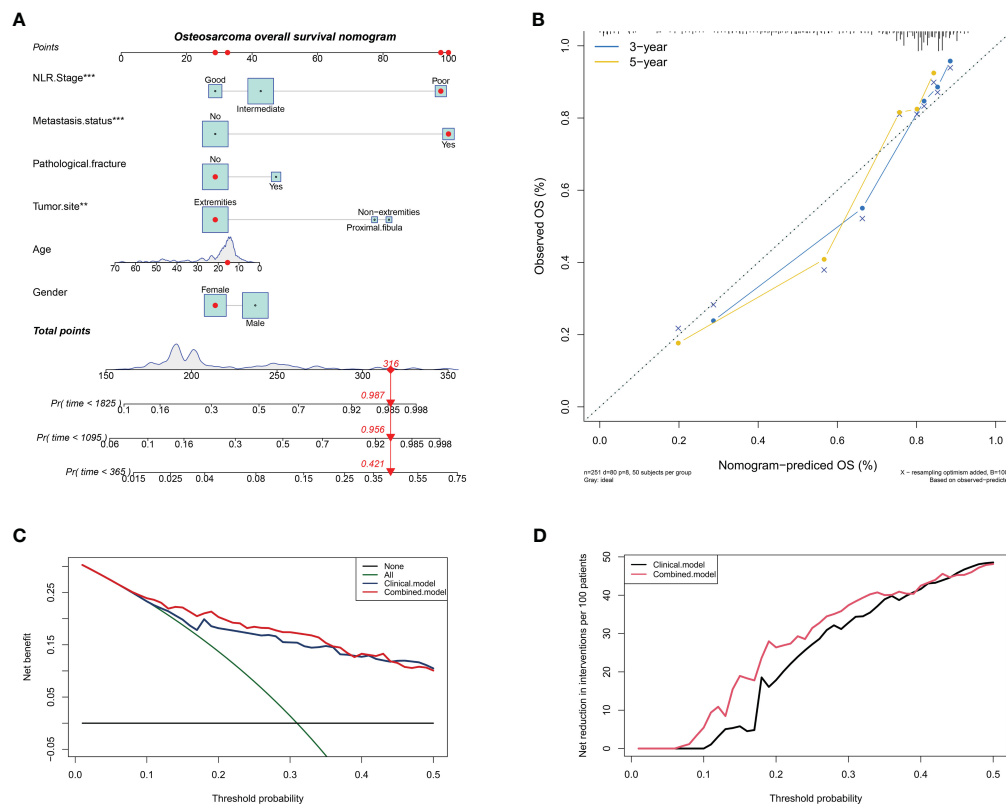 A
Osteosarcoma overall survival nomogram
Points
0 20 40 60 80 100
NLR.Stage***
Good
Intermediate
Poor
Metastasis.status***
No
Yes
Pathological.fracture
No
Yes
Tumor.site**
Extremities
Non−extremities
Proximal.fibula
Age
70 60 50 40 30 20 10 0
Gender
Female
Male
Total points
316
150 200 250 300 350
0.987
Pr( time < 1825 )
0.1 0.16 0.3 0.5 0.7 0.92 0.985 0.998
0.956
Pr( time < 1095 )
0.06 0.1 0.16 0.3 0.5 0.7 0.92 0.985 0.998
0.421
Pr( time < 365 )
0.015 0.025 0.04 0.08 0.1 0.2 0.35 0.55 0.75
B
3−year
5−year
Observed OS (%)
1.0
0.8
0.6
0.4
0.2
0.0
0.0 0.2 0.4 0.6 0.8 1.0
Nomogram−prediced OS (%)
n=251 d=80 p=8, 50 subjects per group
Gray: ideal
X − resampling optimism added, B=100
Based on observed−predicte
C
None
All
Clinical.model
Combined.model
Net benefit
0.25
0.15
0.05
−0.05
0.0 0.1 0.2 0.3 0.4 0.5
Threshold probability
D
Clinical.model
Combined.model
Net reduction in interventions per 100 patients
50
40
30
20
10
0
0.0 0.1 0.2 0.3 0.4 0.5
Threshold probability